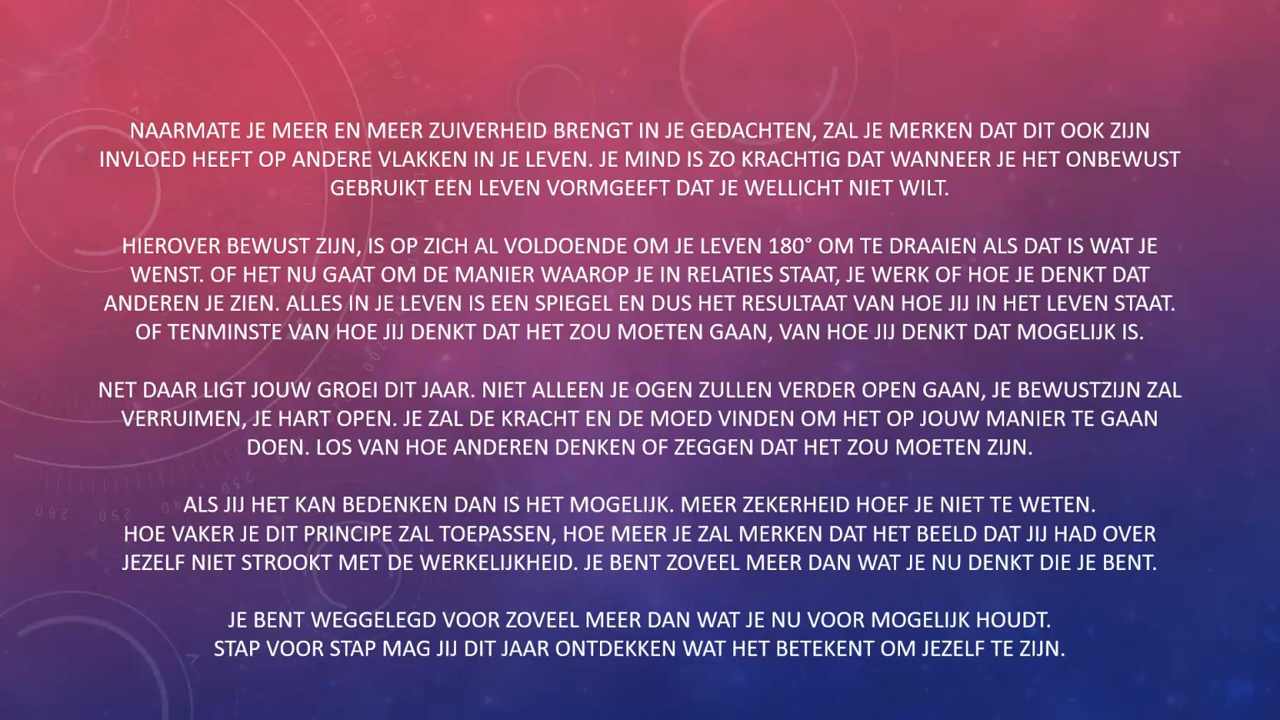 NAARMATE JE MEER EN MEER ZUIVERHEID BRENGT IN JE GEDACHTEN, ZAL JE MERKEN DAT DIT OOK ZIJN
INVLOED HEEFT OP ANDERE VLAKKEN IN JE LEVEN. JE MIND IS ZO KRACHTIG DAT WANNEER JE HET ONBEWUST
GEBRUIKT EEN LEVEN VORMGEEFT DAT JE WELLICHT NIET WILT.
HIEROVER BEWUST ZIJN, IS OP ZICH AL VOLDOENDE OM JE LEVEN 180° OM TE DRAAIEN ALS DAT IS WAT JE
WENST. OF HET NU GAAT OM DE MANIER WAAROP JE IN RELATIES STAAT, JE WERK OF HOE JE DENKT DAT
ANDEREN JE ZIEN. ALLES IN JE LEVEN IS EEN SPIEGEL EN DUS HET RESULTAAT VAN HOE JIJ IN HET LEVEN STAAT.
OF TENMINSTE VAN HOE JIJ DENKT DAT HET ZOU MOETEN GAAN, VAN HOE JIJ DENKT DAT MOGELIJK IS.
NET DAAR LIGT JOUW GROEI DIT JAAR. NIET ALLEEN JE OGEN ZULLEN VERDER OPEN GAAN, JE BEWUSTZIJN ZAL
VERRUIMEN, JE HART OPEN. JE ZAL DE KRACHT EN DE MOED VINDEN OM HET OP JOUW MANIER TE GAAN
DOEN. LOS VAN HOE ANDEREN DENKEN OF ZEGGEN DAT HET ZOU MOETEN ZIJN.
ALS JIJ HET KAN BEDENKEN DAN IS HET MOGELIJK. MEER ZEKERHEID HOEF JE NIET TE WETEN.
HOE VAKER JE DIT PRINCIPE ZAL TOEPASSEN, HOE MEER JE ZAL MERKEN DAT HET BEELD DAT JIJ HAD OVER
JEZELF NIET STROOKT MET DE WERKELIJKHEID. JE BENT ZOVEEL MEER DAN WAT JE NU DENKT DIE JE BENT.
JE BENT WEGGELEGD VOOR ZOVEEL MEER DAN WAT JE NU VOOR MOGELIJK HOUDT.
STAP VOOR STAP MAG JIJ DIT JAAR ONTDEKKEN WAT HET BETEKENT OM JEZELF TE ZIJN.